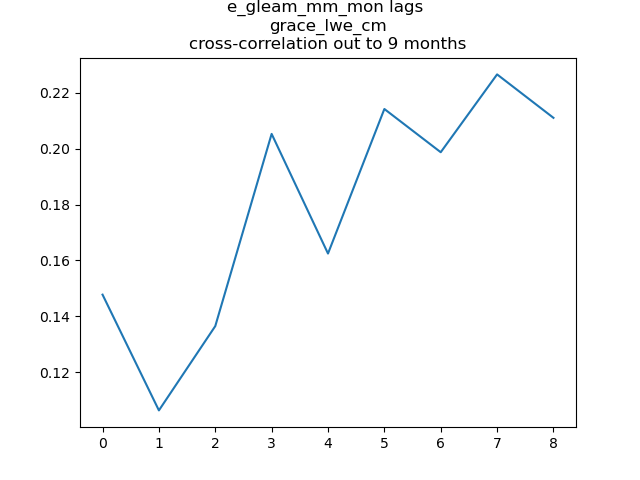 e_gleam_mm_mon lags
grace_lwe_cm
cross-correlation out to 9 months
0.22
0.20
0.18
0.16
0.14
0.12
0 1 2 3 4 5 6 7 8